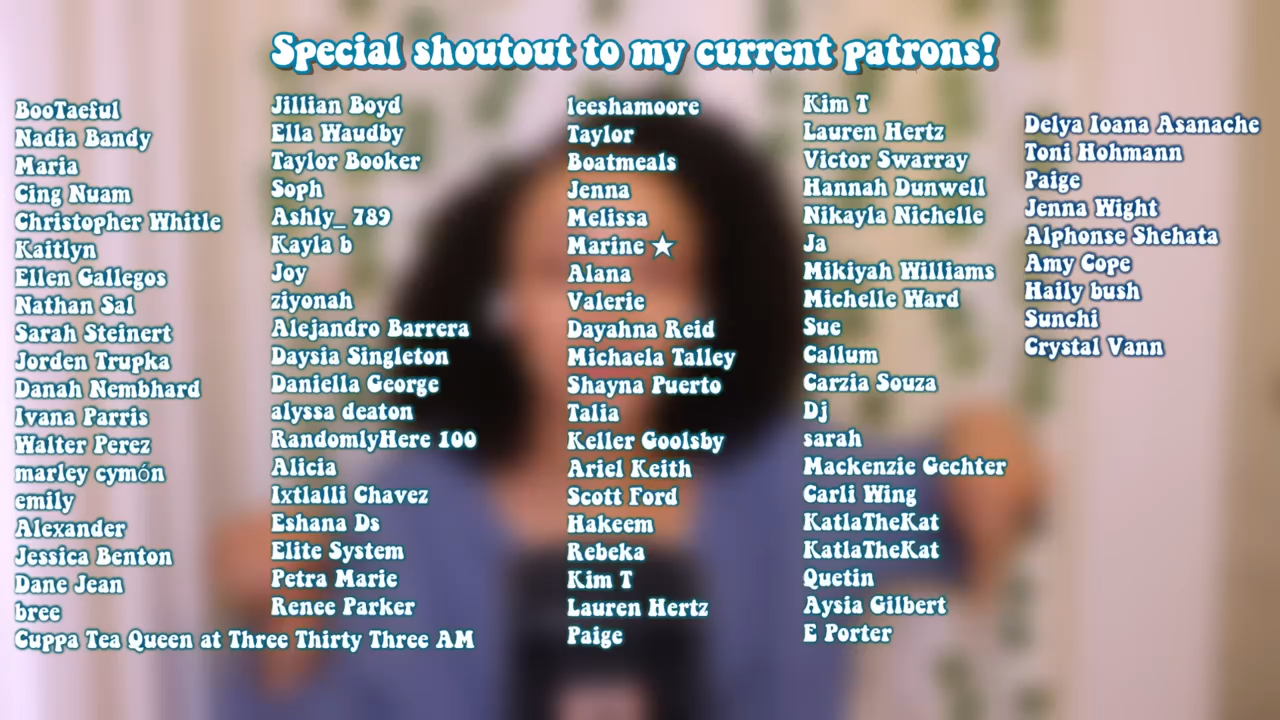 Special shoutout to my current patrons!
BooTaeful
Nadia Bandy
Maria
Cing Nuam
Christopher Whitle
Kaitlyn
Ellen Gallegos
Nathan Sal
Sarah Steinert
Jorden Trupka
Danah Nembhard
Ivana Parris
Walter Perez
marley cymón
emily
Alexander
Jessica Benton
Dane Jean
bree
Cuppa Tea Queen at Three Thirty Three AM
Jillian Boyd
Ella Waudby
Taylor Booker
Soph
Ashly_ 789
Kayla b
Joy
ziyonah
Alejandro Barrera
Daysia Singleton
Daniella George
alyssa deaton
RandomlyHere 100
Alicia
Ixtlalli Chavez
Eshana Ds
Elite System
Petra Marie
Renee Parker
leeshamoore
Taylor
Boatmeals
Jenna
Melissa
Marine ★
Alana
Valerie
Dayahna Reid
Michaela Talley
Shayna Puerto
Talia
Keller Goolsby
Ariel Keith
Scott Ford
Hakeem
Rebeka
Kim T
Lauren Hertz
Paige
Kim T
Lauren Hertz
Victor Swarray
Hannah Dunwell
Nikayla Nichelle
Ja
Mikiyah Williams
Michelle Ward
Sue
Callum
Carzia Souza
Dj
sarah
Mackenzie Gechter
Carli Wing
KatlaTheKat
KatlaTheKat
Quetin
Aysia Gilbert
E Porter
Delya Ioana Asanache
Toni Hohmann
Paige
Jenna Wight
Alphonse Shehata
Amy Cope
Haily bush
Sunchi
Crystal Vann